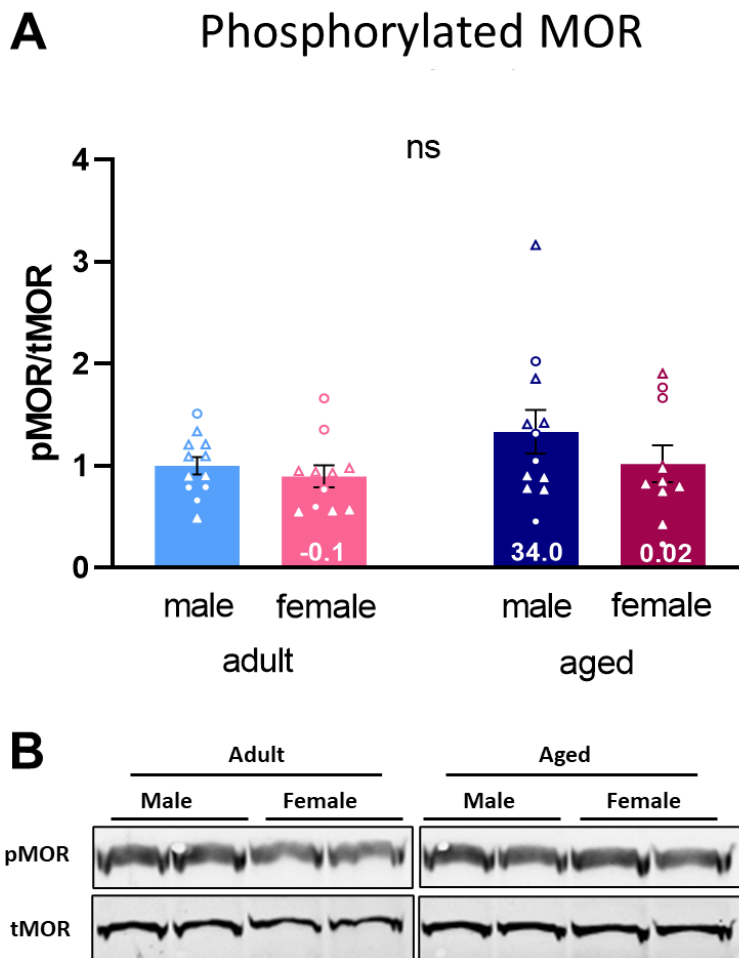 A Phosphorylated MOR
ns
pMOR/tMOR
4
3
2
1
0
-0.1 34.0 0.02
male female male female
adult aged
B
Adult Aged
Male Female Male Female
pMOR
tMOR